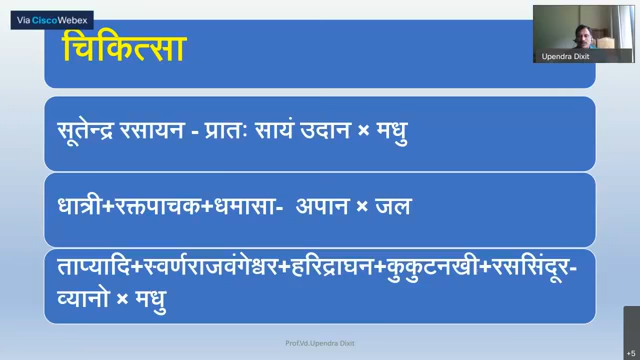 Via Cisco Webex
चिकित्सा
Upendra Dixit
सूतेन्द्र रसायन - प्रातः सायं उदान × मधु
धात्री+रक्तपाचक+धमासा- अपान × जल
ताप्यादि+स्वर्णराजवंगेश्वर+हरिद्राघन+कुकुटनखी+रससिंदूर-
व्यानो × मधु
Prof.Vd.Upendra Dixit
+5